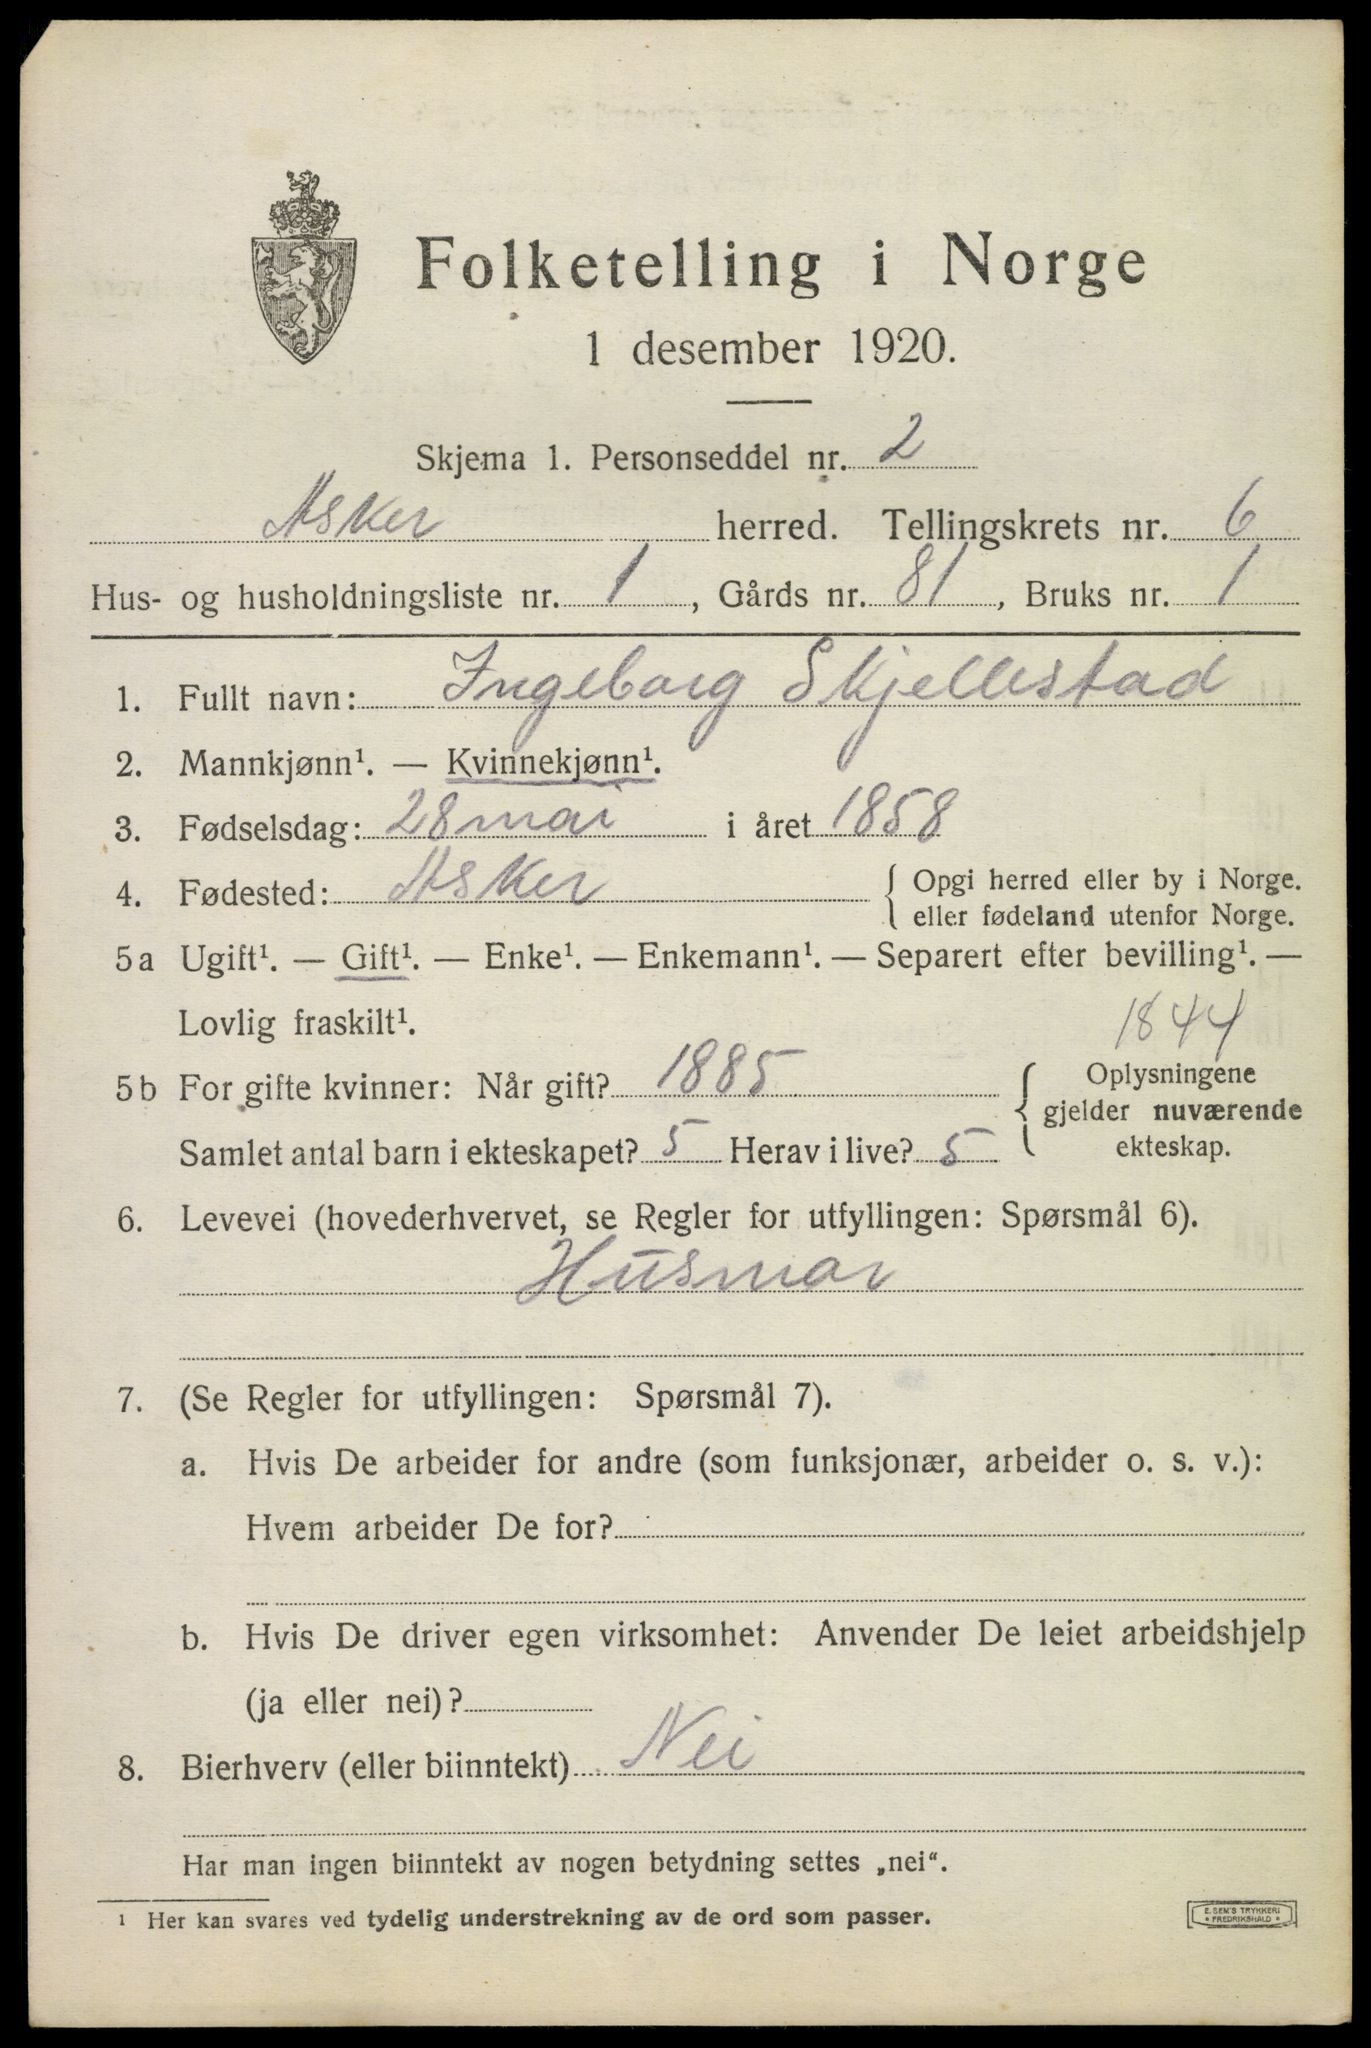 Folketelling i Norge
1 desember 1920.
Skjema 1. Personseddel nr. 2
Asker herred. Tellingskrets nr. 6
Hus- og husholdningsliste nr. 1, Gårds nr. 81, Bruks nr. 1
1. Fullt navn: Ingeborg Skjellestad
2. Mannkjønn¹. — Kvinnekjønn¹.
3. Fødselsdag: 28 mai i året 1858
4. Fødested: Asker { Opgi herred eller by i Norge.
eller fødeland utenfor Norge.
5a Ugift¹. — Gift¹. — Enke¹. — Enkemann¹. — Separert efter bevilling¹. —
Lovlig fraskilt¹.
1844
5b For gifte kvinner: Når gift? 1885
Samlet antal barn i ekteskapet? 5 Herav i live? 5
{ Oplysningene
gjelder nuværende
ekteskap.
6. Levevei (hovederhvervet, se Regler for utfyllingen: Spørsmål 6).
Husmor
7. (Se Regler for utfyllingen: Spørsmål 7).
a. Hvis De arbeider for andre (som funksjonær, arbeider o. s. v.):
Hvem arbeider De for?
b. Hvis De driver egen virksomhet: Anvender De leiet arbeidshjelp
(ja eller nei)?
8. Bierhverv (eller biinntekt) Nei
Har man ingen biinntekt av nogen betydning settes „nei“.
¹ Her kan svares ved tydelig understrekning av de ord som passer.
E. SEM'S TRYKKERI
• FREDRIKSHALD •